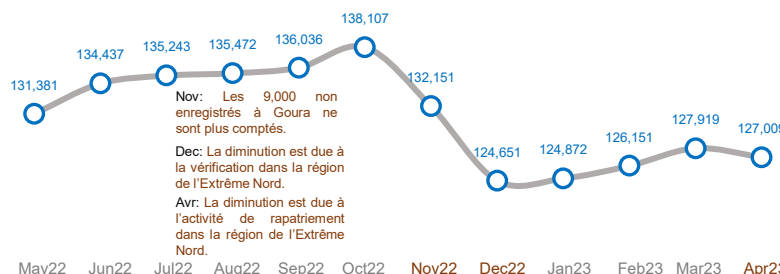 138,107
136,036
135,472
135,243
134,437
132,151
131,381
127,919
127,009
126,151
124,872
124,651
Nov: Les 9,000 non
enregistrés à Goura ne
sont plus comptés.
Dec: La diminution est due à
la vérification dans la région
de l'Extrême Nord.
Avr: La diminution est due à
l'activité de rapatriement
dans la région de l'Extrême
Nord.
May22 Jun22 Jul22 Aug22 Sep22 Oct22 Nov22 Dec22 Jan23 Feb23 Mar23